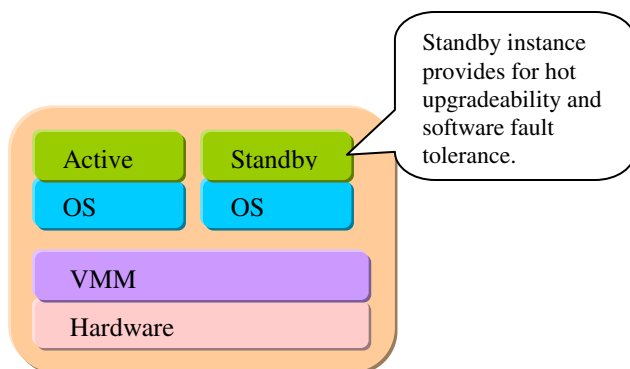 Standby instance
provides for hot
upgradeability and
software fault
tolerance.
Active
Standby
OS
OS
VMM
Hardware